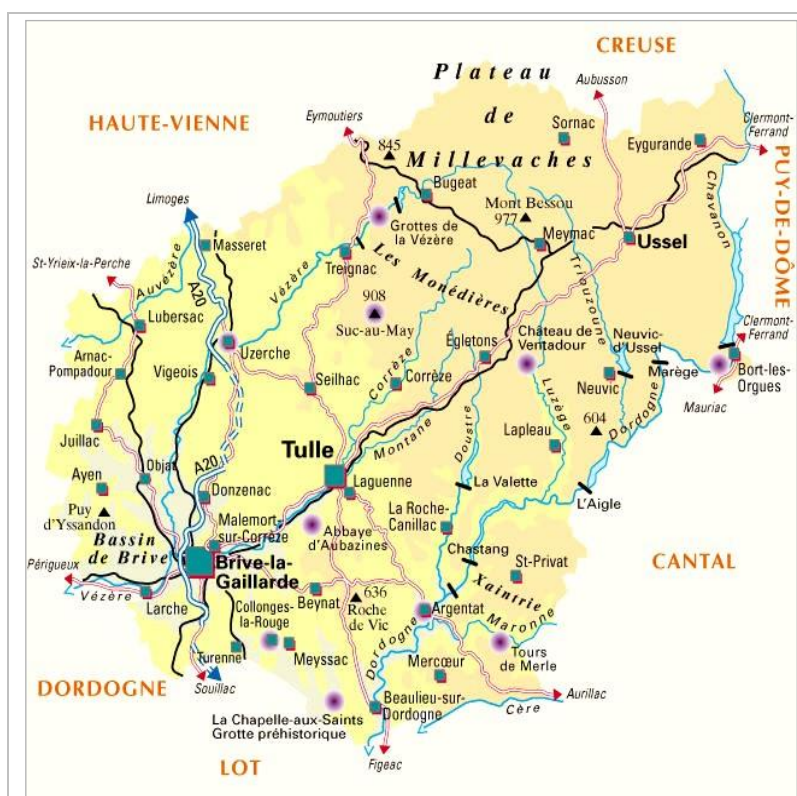 CREUSE
Plateau
de
Millevaches
Aubusson
HAUTE-VIENNE
Eymoutiers
845
Sornac
Eygurande
Clermont-
Ferrand
PUY-DE-DÔME
Chavanon
Bugeat
Mont Bessou
977
Limoges
Grottes de
la Vézère
Meymac
Ussel
Masseret
St-Yrieix-la-Perche
Auvézère
A20
Vézère
Treignac
Les Monédières
Triouzoune
908
Suc-au-May
Lubersac
Clermont-
Ferrand
Uzerche
Égletons
Château de
Ventadour
Neuvic-
d'Ussel
Marège
Bort-les-
Orgues
Arnac-
Pompadour
Vigeois
Seilhac
Corrèze
Corrèze
Luzège
Neuvic
Mauriac
Dordogne
604
Juillac
Tulle
Montane
Doustre
Lapleau
Objat
A20
Ayen
Donzenac
Laguenne
La Valette
L'Aigle
Puy
d'Yssandon
Malemort-
sur-Corrèze
Abbaye
d'Aubazines
La Roche-
Canillac
Bassin
de Brive
Brive-la-
Gaillarde
Chastang
St-Privat
CANTAL
Périgueux
Vézère
Larche
Beynat
636
Roche
de Vic
Xaintrie
Argentat
Maronne
Collonges-
la-Rouge
Dordogne
Turenne
Meyssac
Tours
de Merle
Mercœur
DORDOGNE
Souillac
Aurillac
Beaulieu-sur-
Dordogne
Cère
La Chapelle-aux-Saints
Grotte préhistorique
LOT
Figeac